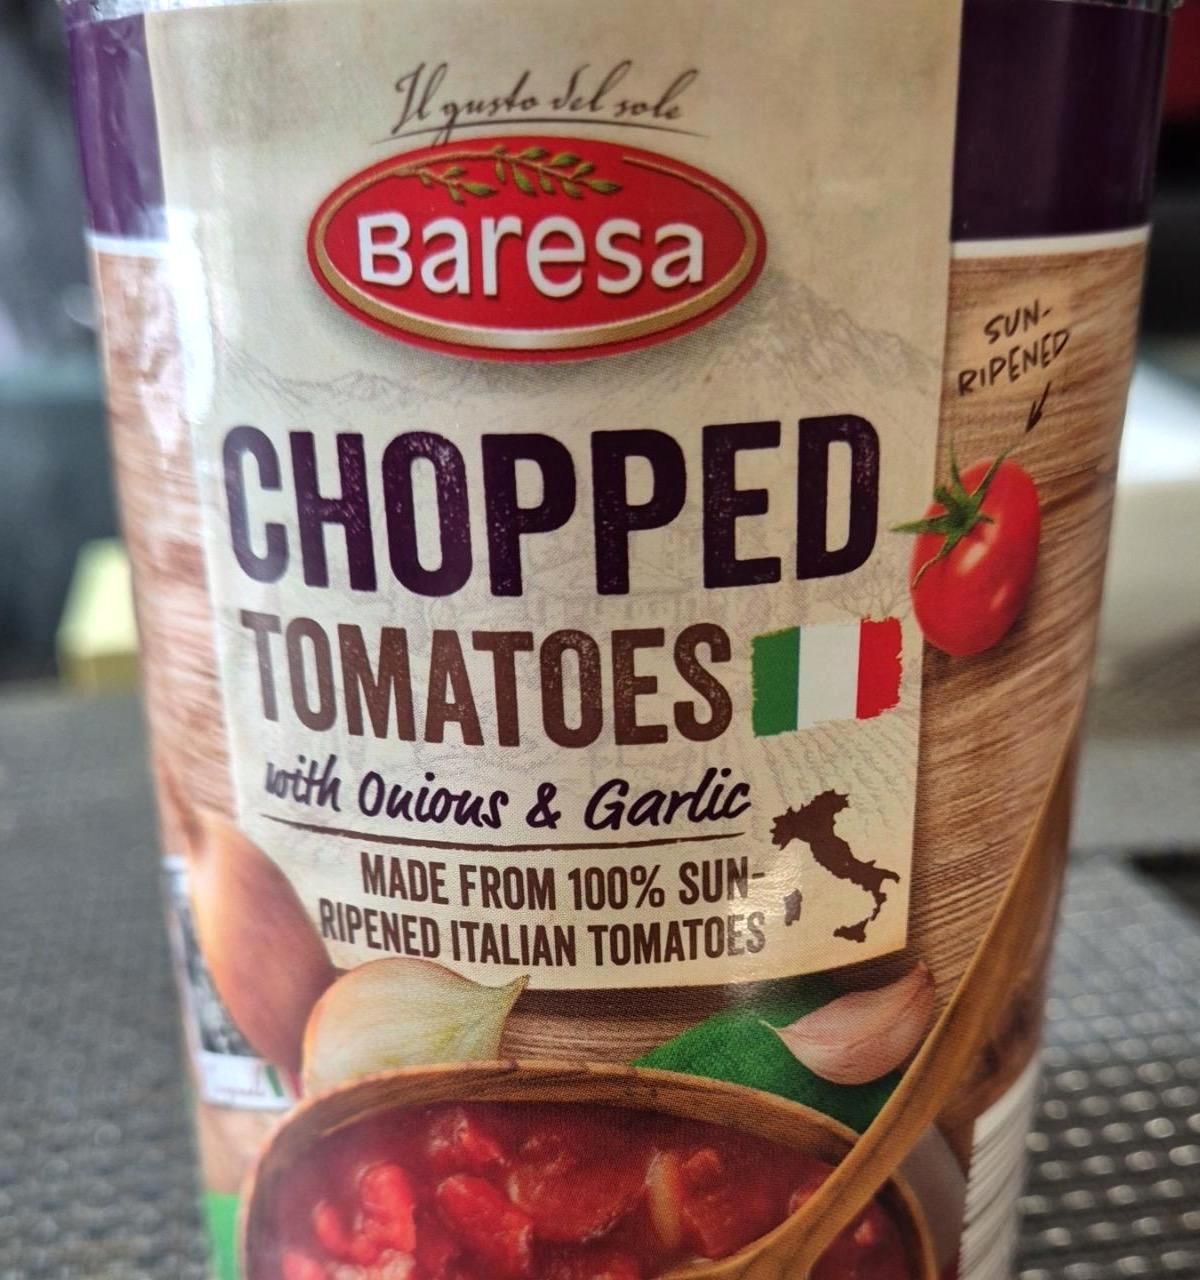 Il gusto del sole
Baresa
SUN-
RIPENED
CHOPPED
TOMATOES
with Onions & Garlic
MADE FROM 100% SUN-
RIPENED ITALIAN TOMATOES